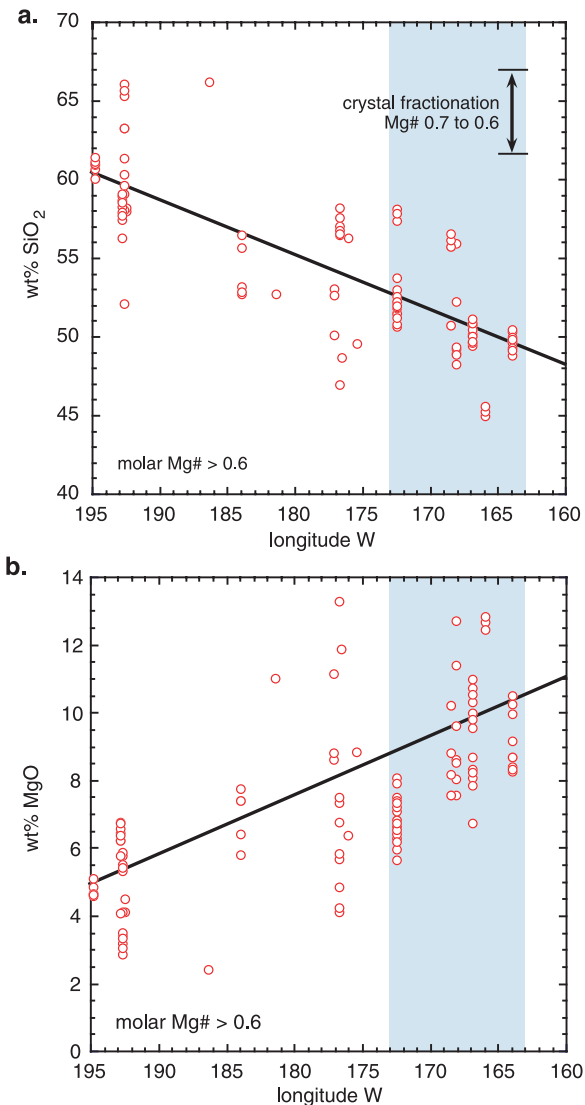 a.
70
65
60
55
50
45
40
wt% SiO2
crystal fractionation
Mg# 0.7 to 0.6
molar Mg# > 0.6
195 190 185 180 175 170 165 160
longitude W
b.
14
12
10
8
6
4
2
0
wt% MgO
molar Mg# > 0.6
195 190 185 180 175 170 165 160
longitude W